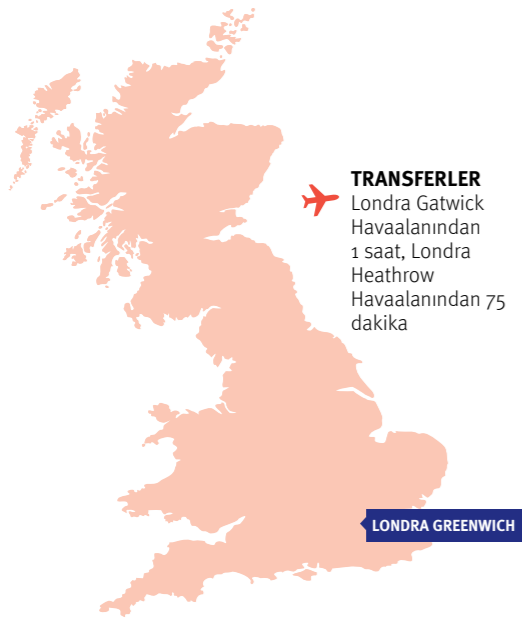 TRANSFERLER
Londra Gatwick
Havaalanından
1 saat, Londra
Heathrow
Havaalanından 75
dakika
LONDRA GREENWICH